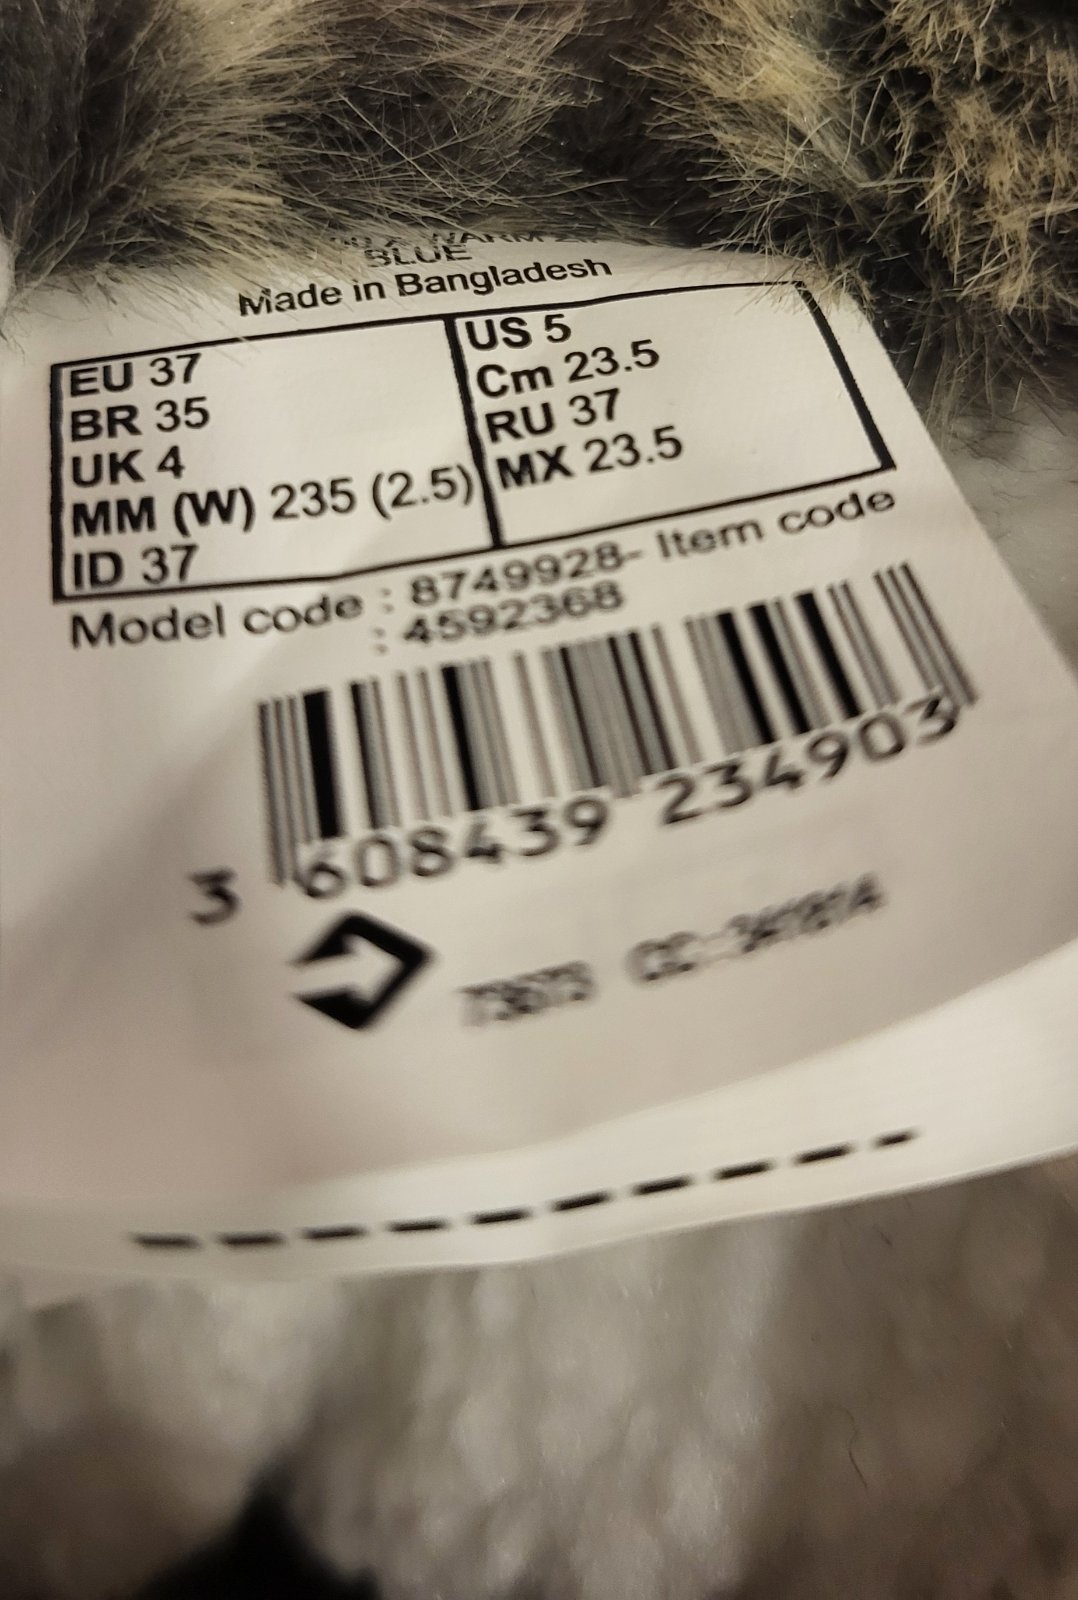 WARM
BLUE
Made in Bangladesh
EU 37
BR 35
UK 4
MM (W) 235 (2.5)
ID 37
US 5
Cm 23.5
RU 37
MX 23.5
Model code : 8749928- Item code
: 4592368
3 608439 234903